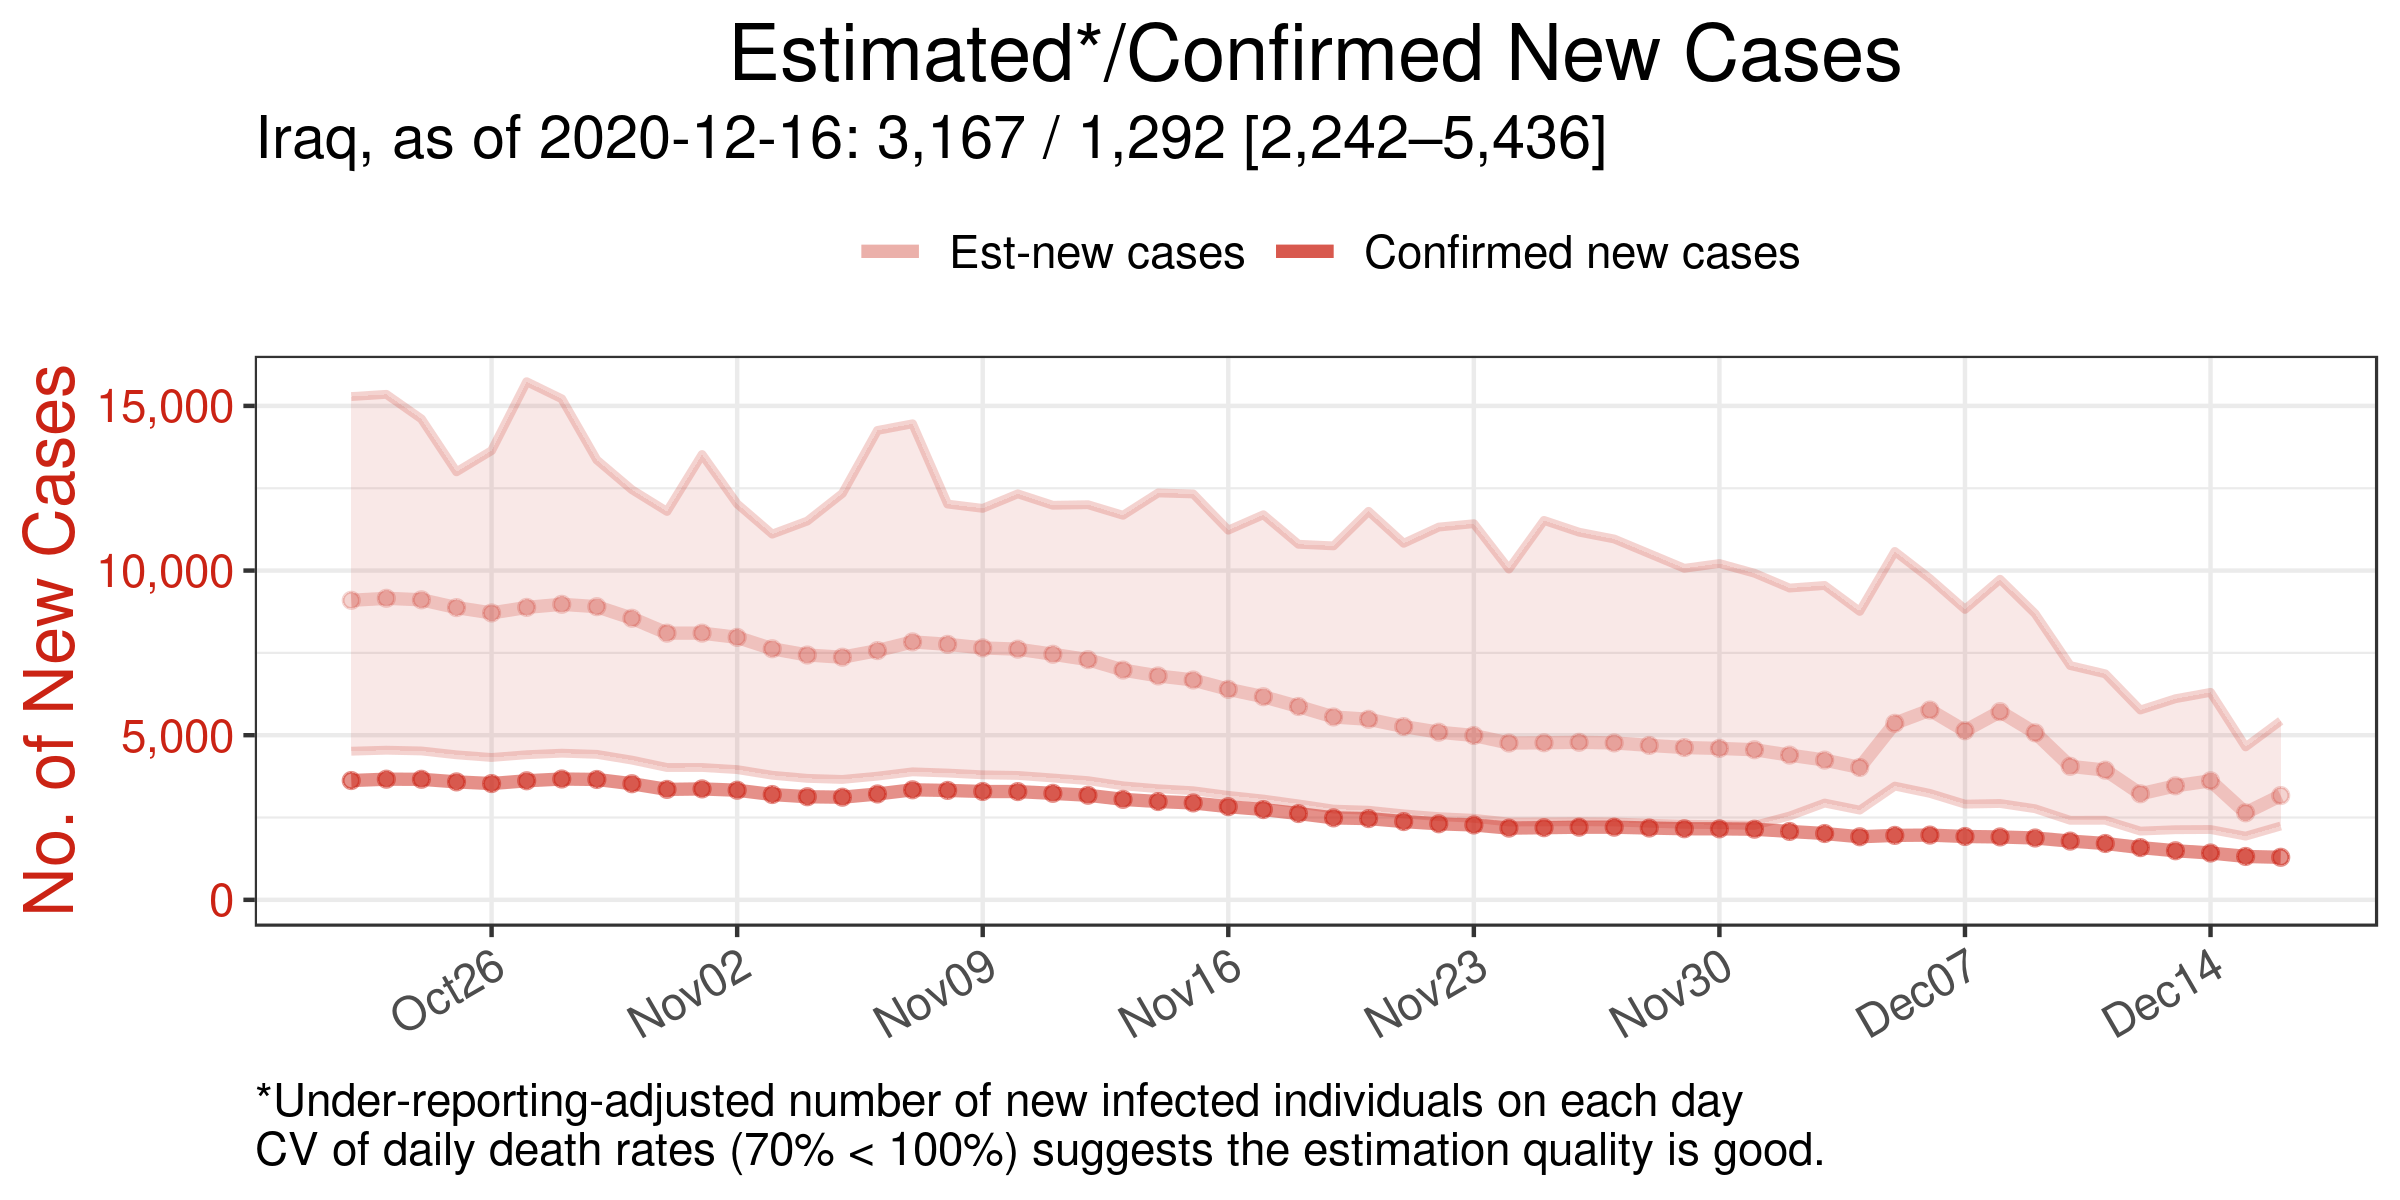 Estimated*/Confirmed New Cases
Iraq, as of 2020-12-16: 3,167 / 1,292 [2,242–5,436]
Est-new cases
Confirmed new cases
No. of New Cases
15,000
10,000
5,000
0
Oct26
Nov02
Nov09
Nov16
Nov23
Nov30
Dec07
Dec14
*Under-reporting-adjusted number of new infected individuals on each day
CV of daily death rates (70% < 100%) suggests the estimation quality is good.